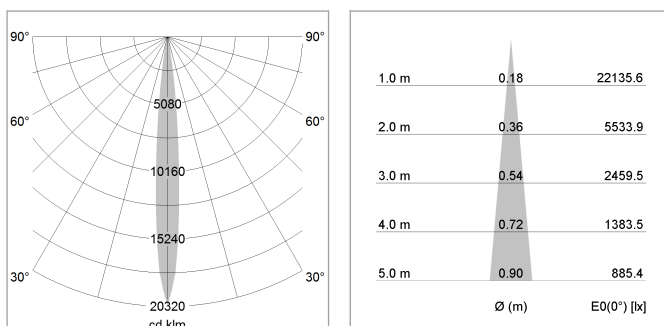 90° 90°
5080
60° 60°
10160
15240
30° 30°
20320
cd klm
1.0 m 0.18 22135.6
2.0 m 0.36 5533.9
3.0 m 0.54 2459.5
4.0 m 0.72 1383.5
5.0 m 0.90 885.4
Ø (m) E0(0°) [lx]